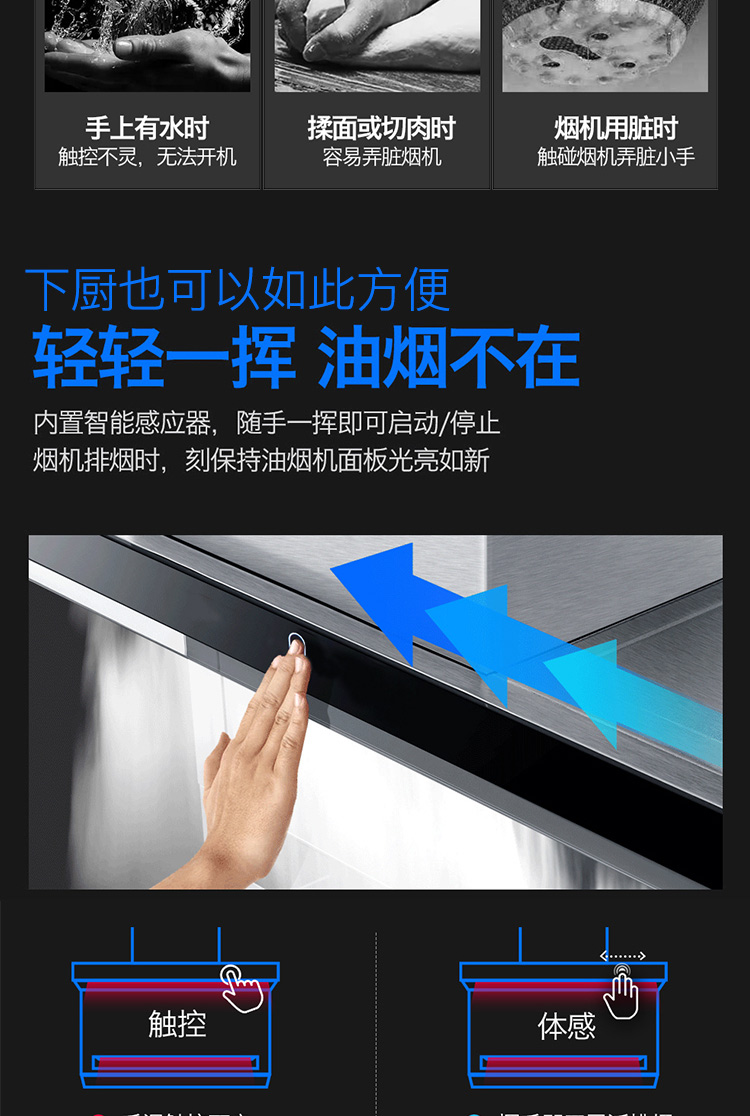 手上有水时
触控不灵，无法开机
揉面或切肉时
容易弄脏烟机
烟机用脏时
触碰烟机弄脏小手
下厨也可以如此方便
轻轻一挥 油烟不在
内置智能感应器，随手一挥即可启动/停止
烟机排烟时，刻保持油烟机面板光亮如新
触控
体感